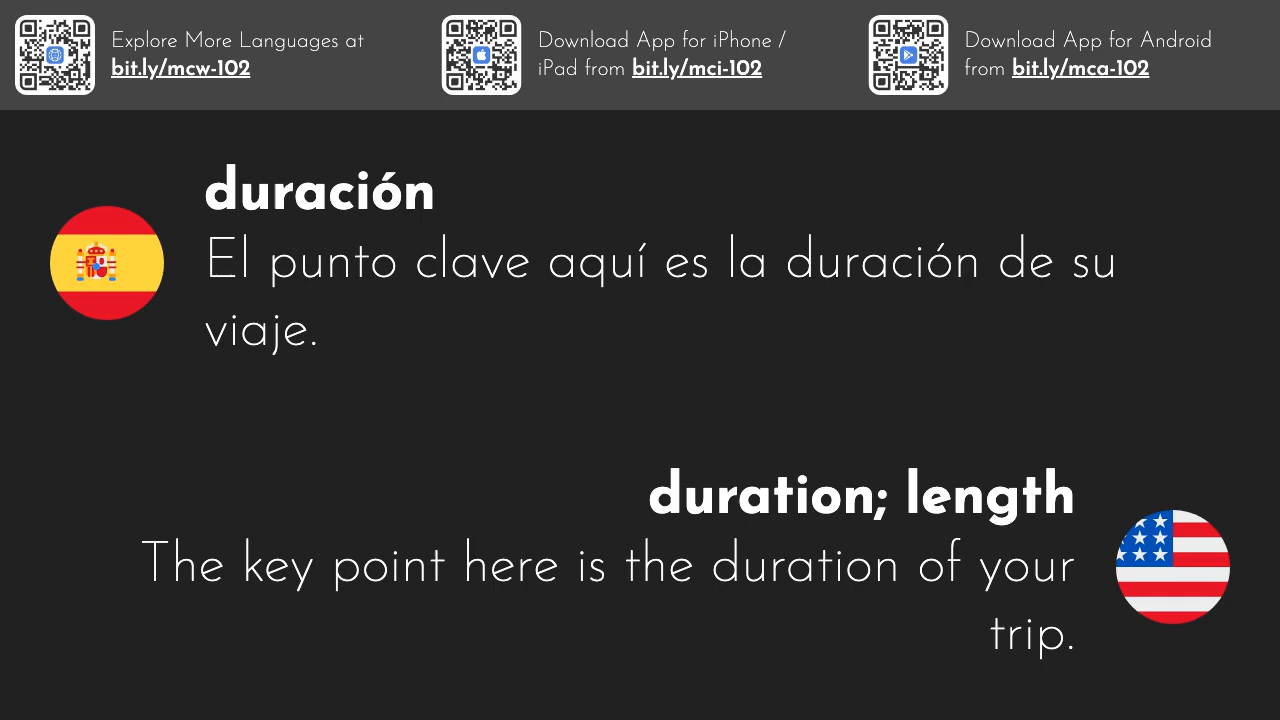 Explore More Languages at
bit.ly/mcw-102
Download App for iPhone /
iPad from bit.ly/mci-102
Download App for Android
from bit.ly/mca-102
duración
El punto clave aquí es la duración de su
viaje.
duration; length
The key point here is the duration of your
trip.